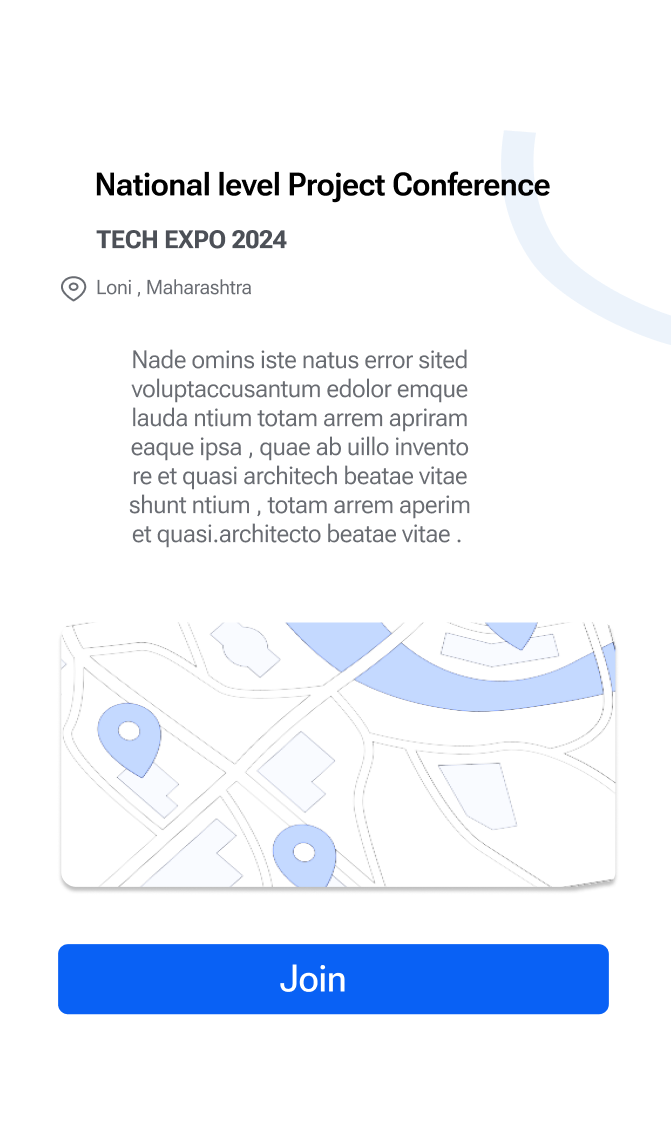 National level Project Conference
TECH EXPO 2024
Loni , Maharashtra
Nade omins iste natus error sited
voluptaccusantum edolor emque
lauda ntium totam arrem apriram
eaque ipsa , quae ab uillo invento
re et quasi architech beatae vitae
shunt ntium , totam arrem aperim
et quasi.architecto beatae vitae .
Join